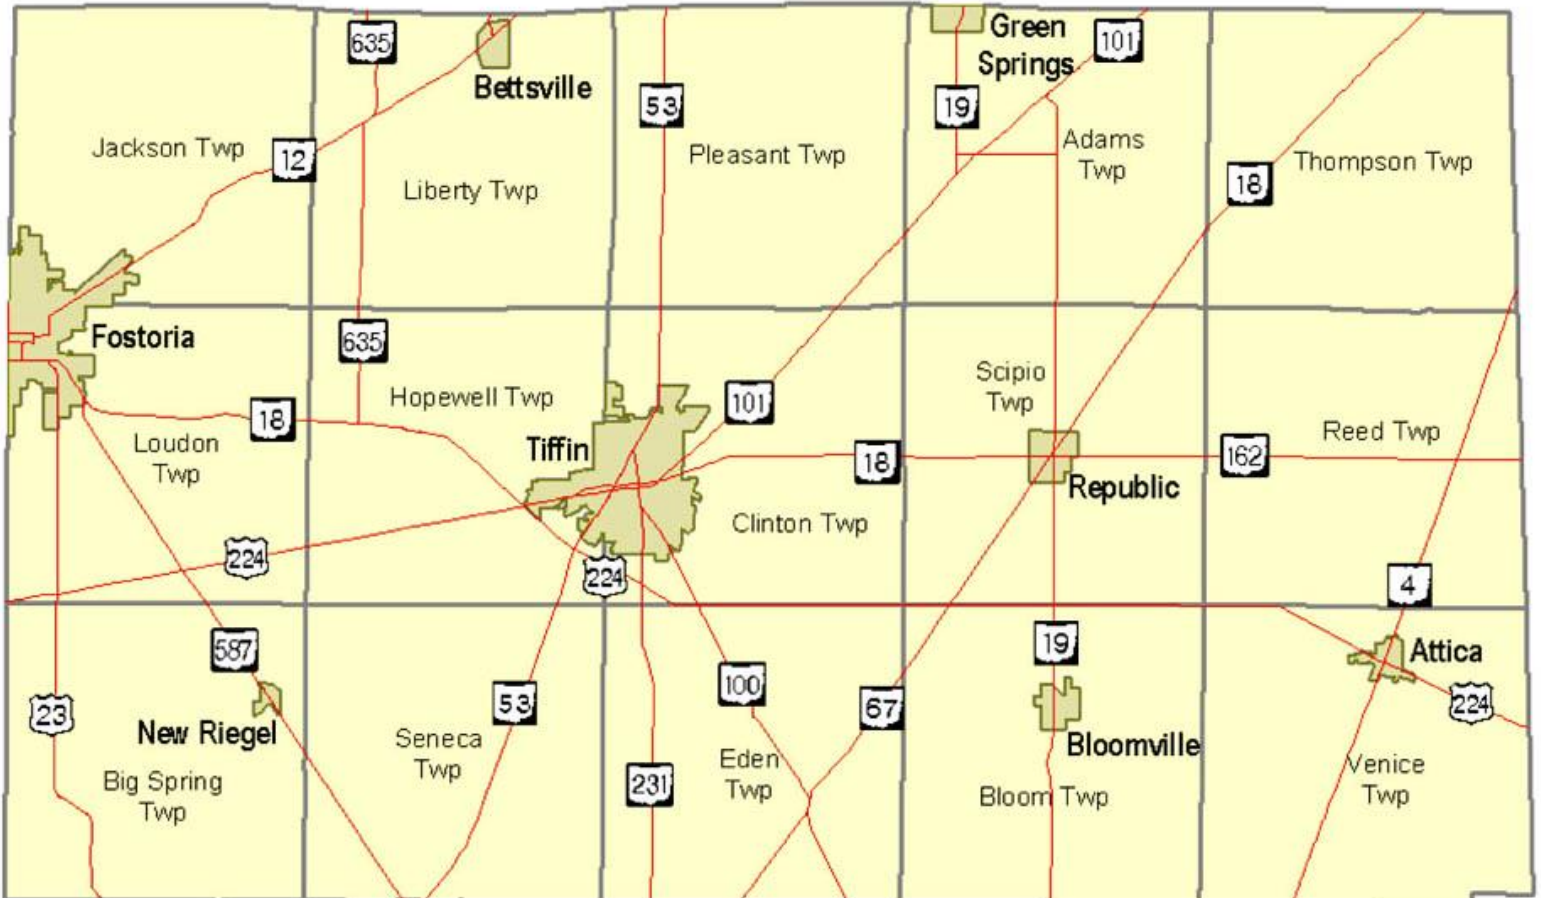 635
Bettsville
53
Green
Springs
101
19
Jackson Twp
12
Liberty Twp
Pleasant Twp
Adams
Twp
18
Thompson Twp
Fostoria
635
18
Hopewell Twp
Loudon
Twp
Tiffin
101
Scipio
Twp
18
Republic
162
Reed Twp
Clinton Twp
224
224
4
587
New Riegel
23
Big Spring
Twp
53
Seneca
Twp
100
231
Eden
Twp
67
19
Bloomville
Bloom Twp
Attica
224
Venice
Twp